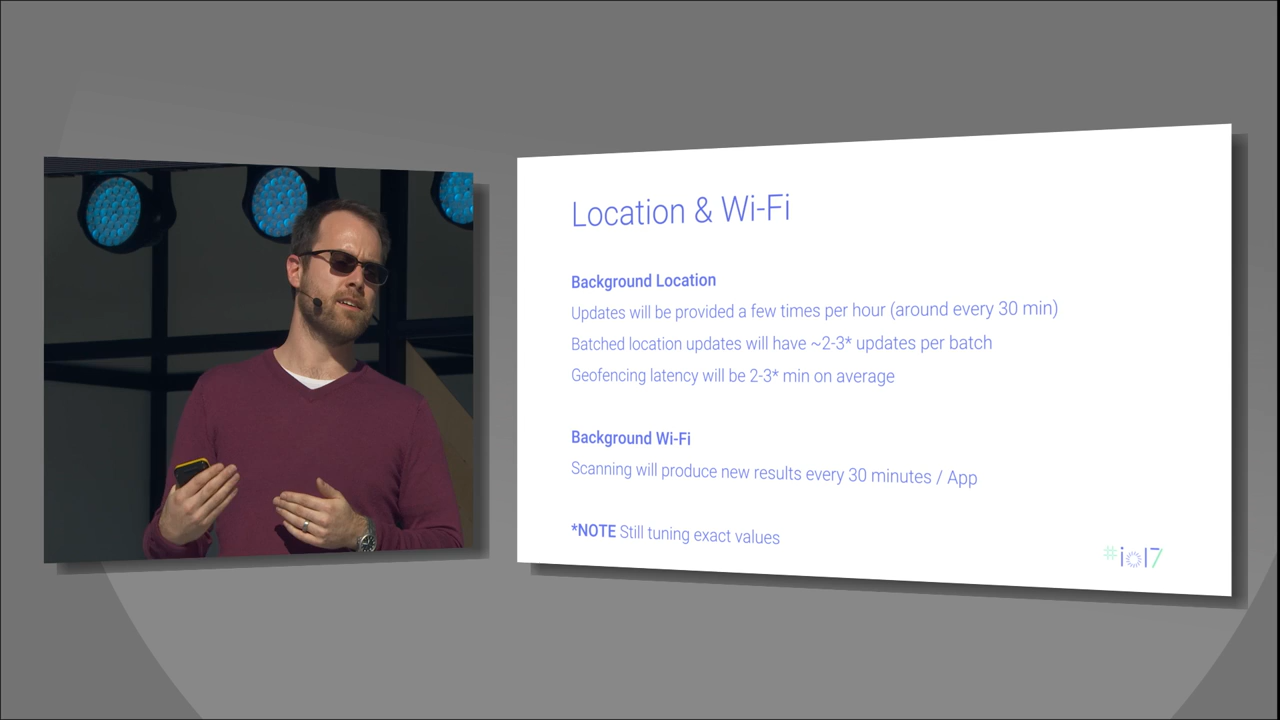 Location & Wi-Fi
Background Location
Updates will be provided a few times per hour (around every 30 min)
Batched location updates will have ~2-3* updates per batch
Geofencing latency will be 2-3* min on average
Background Wi-Fi
Scanning will produce new results every 30 minutes / App
*NOTE Still tuning exact values
#io17